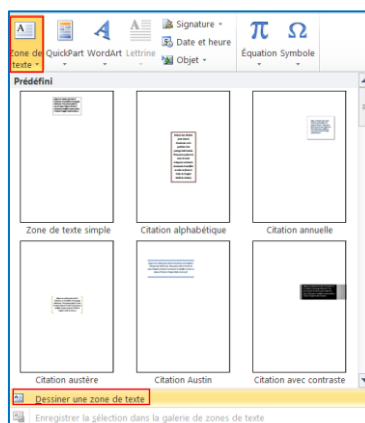 Signature
Date et heure
Objet
Zone de texte
QuickPart
WordArt
Lettrine
Équation
Symbole
Prédéfini
Zone de texte simple
Citation alphabétique
Citation annuelle
Citation austère
Citation Austin
Citation avec contraste
Dessiner une zone de texte
Enregistrer la sélection dans la galerie de zones de texte